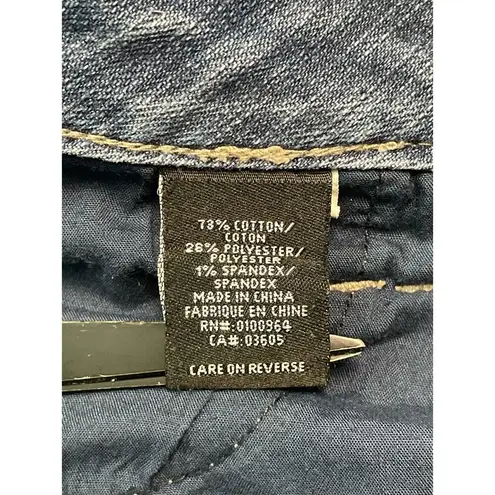 73% COTTON/
COTON
26% POLYESTER/
POLYESTER
1% SPANDEX/
SPANDEX
MADE IN CHINA
FABRIQUE EN CHINE
RN#:0100964
CA#:03605
CARE ON REVERSE